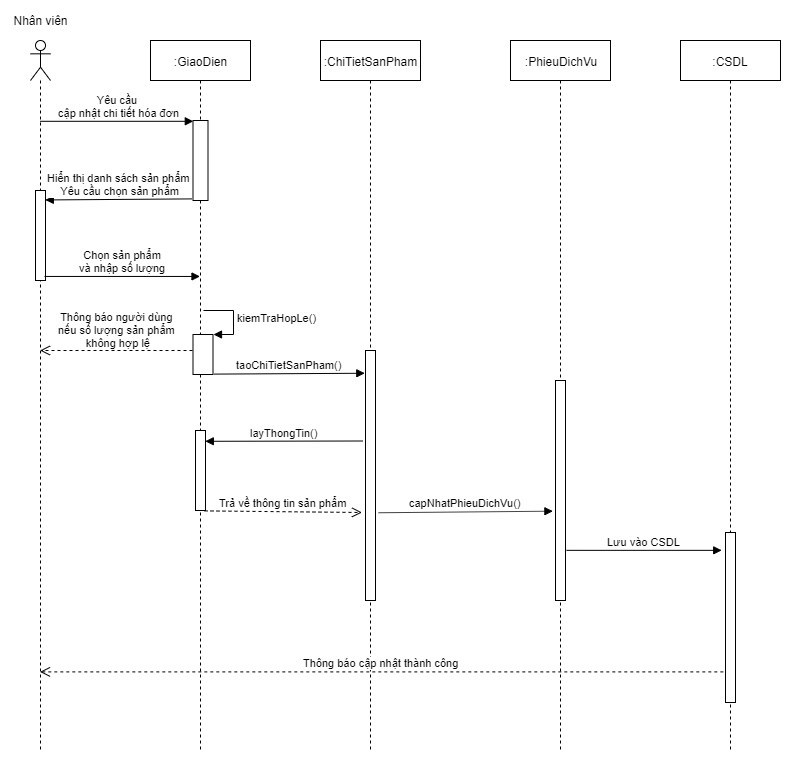 Nhân viên
:GiaoDien
:ChiTietSanPham
:PhieuDichVu
:CSDL
Yêu cầu
cập nhật chi tiết hóa đơn
Hiển thị danh sách sản phẩm
Yêu cầu chọn sản phẩm
Chọn sản phẩm
và nhập số lượng
kiemTraHopLe()
Thông báo người dùng
nếu số lượng sản phẩm
không hợp lệ
taoChiTietSanPham()
layThongTin()
Trả về thông tin sản phẩm
capNhatPhieuDichVu()
Lưu vào CSDL
Thông báo cập nhật thành công